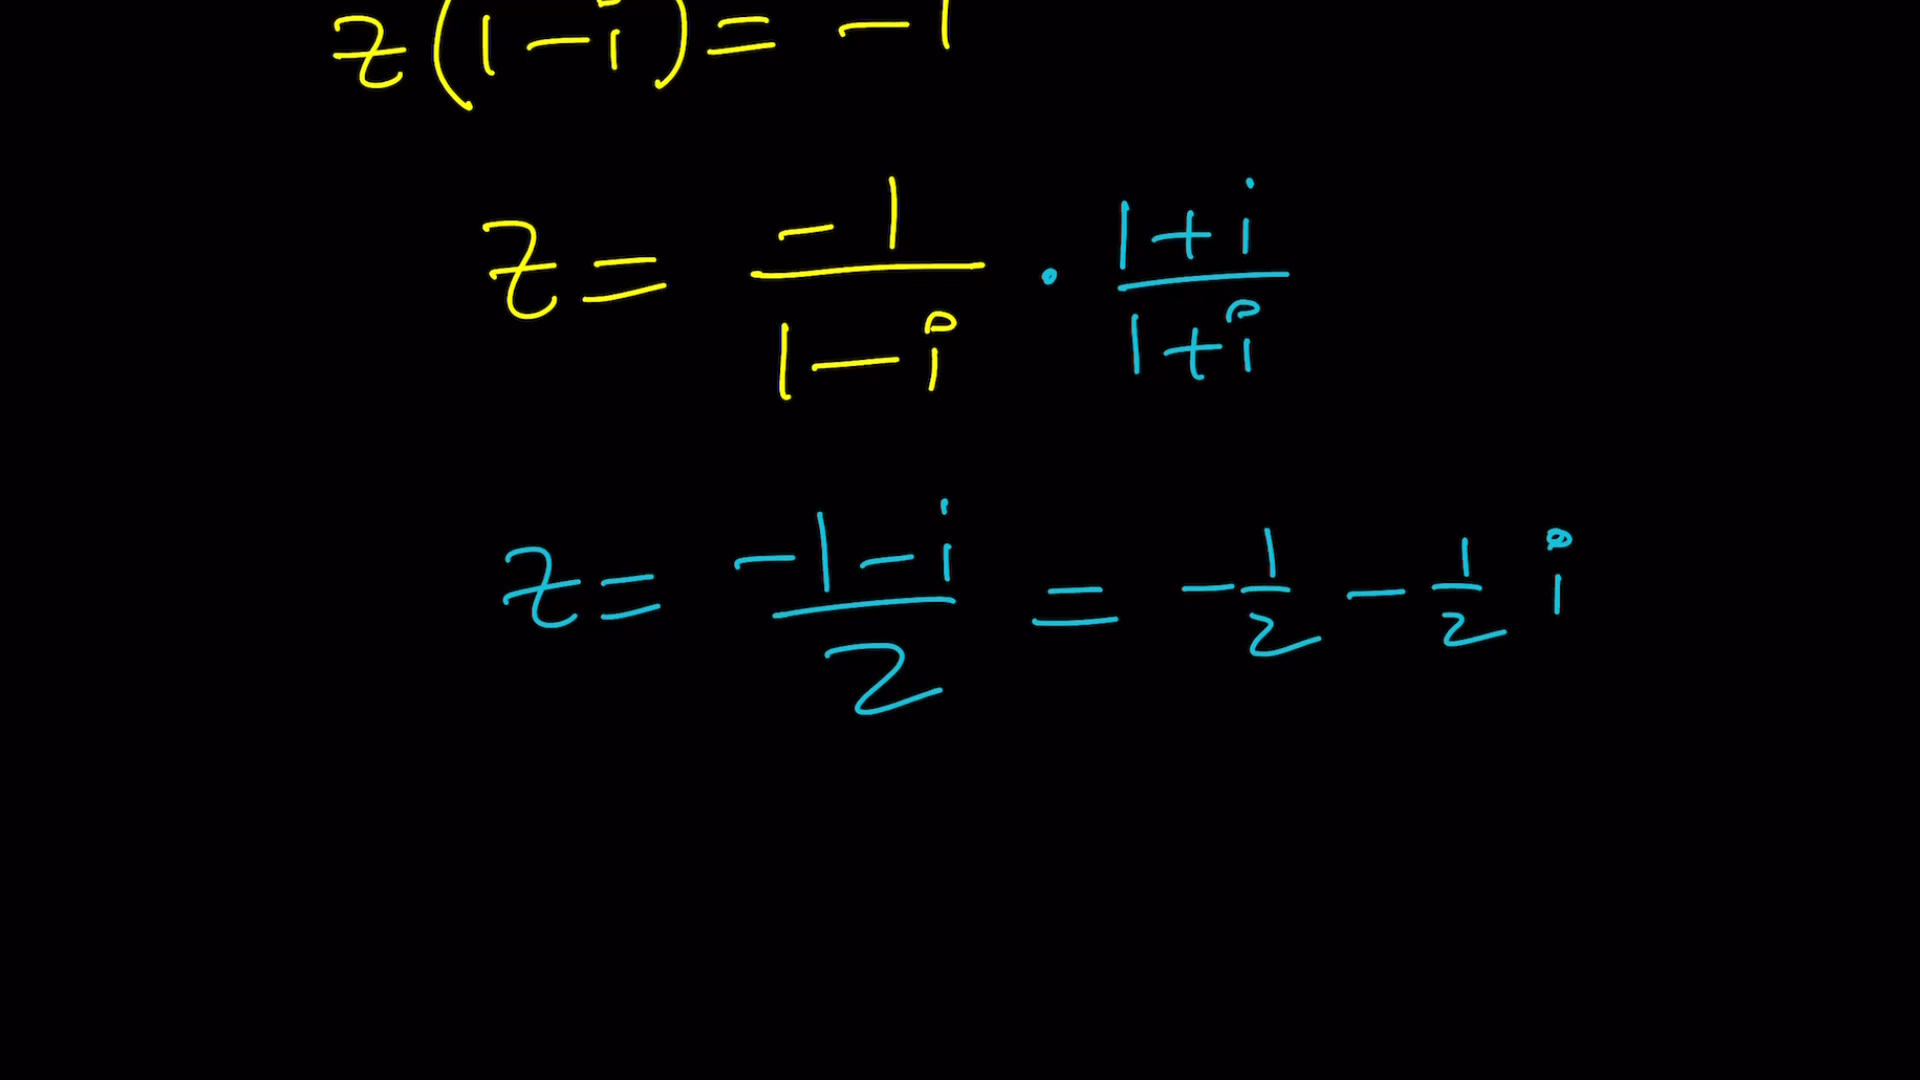 z(1-i)= -1
z= -1/1-i · 1+i/1+i
z= -1-i/2 = -1/2 - 1/2 i